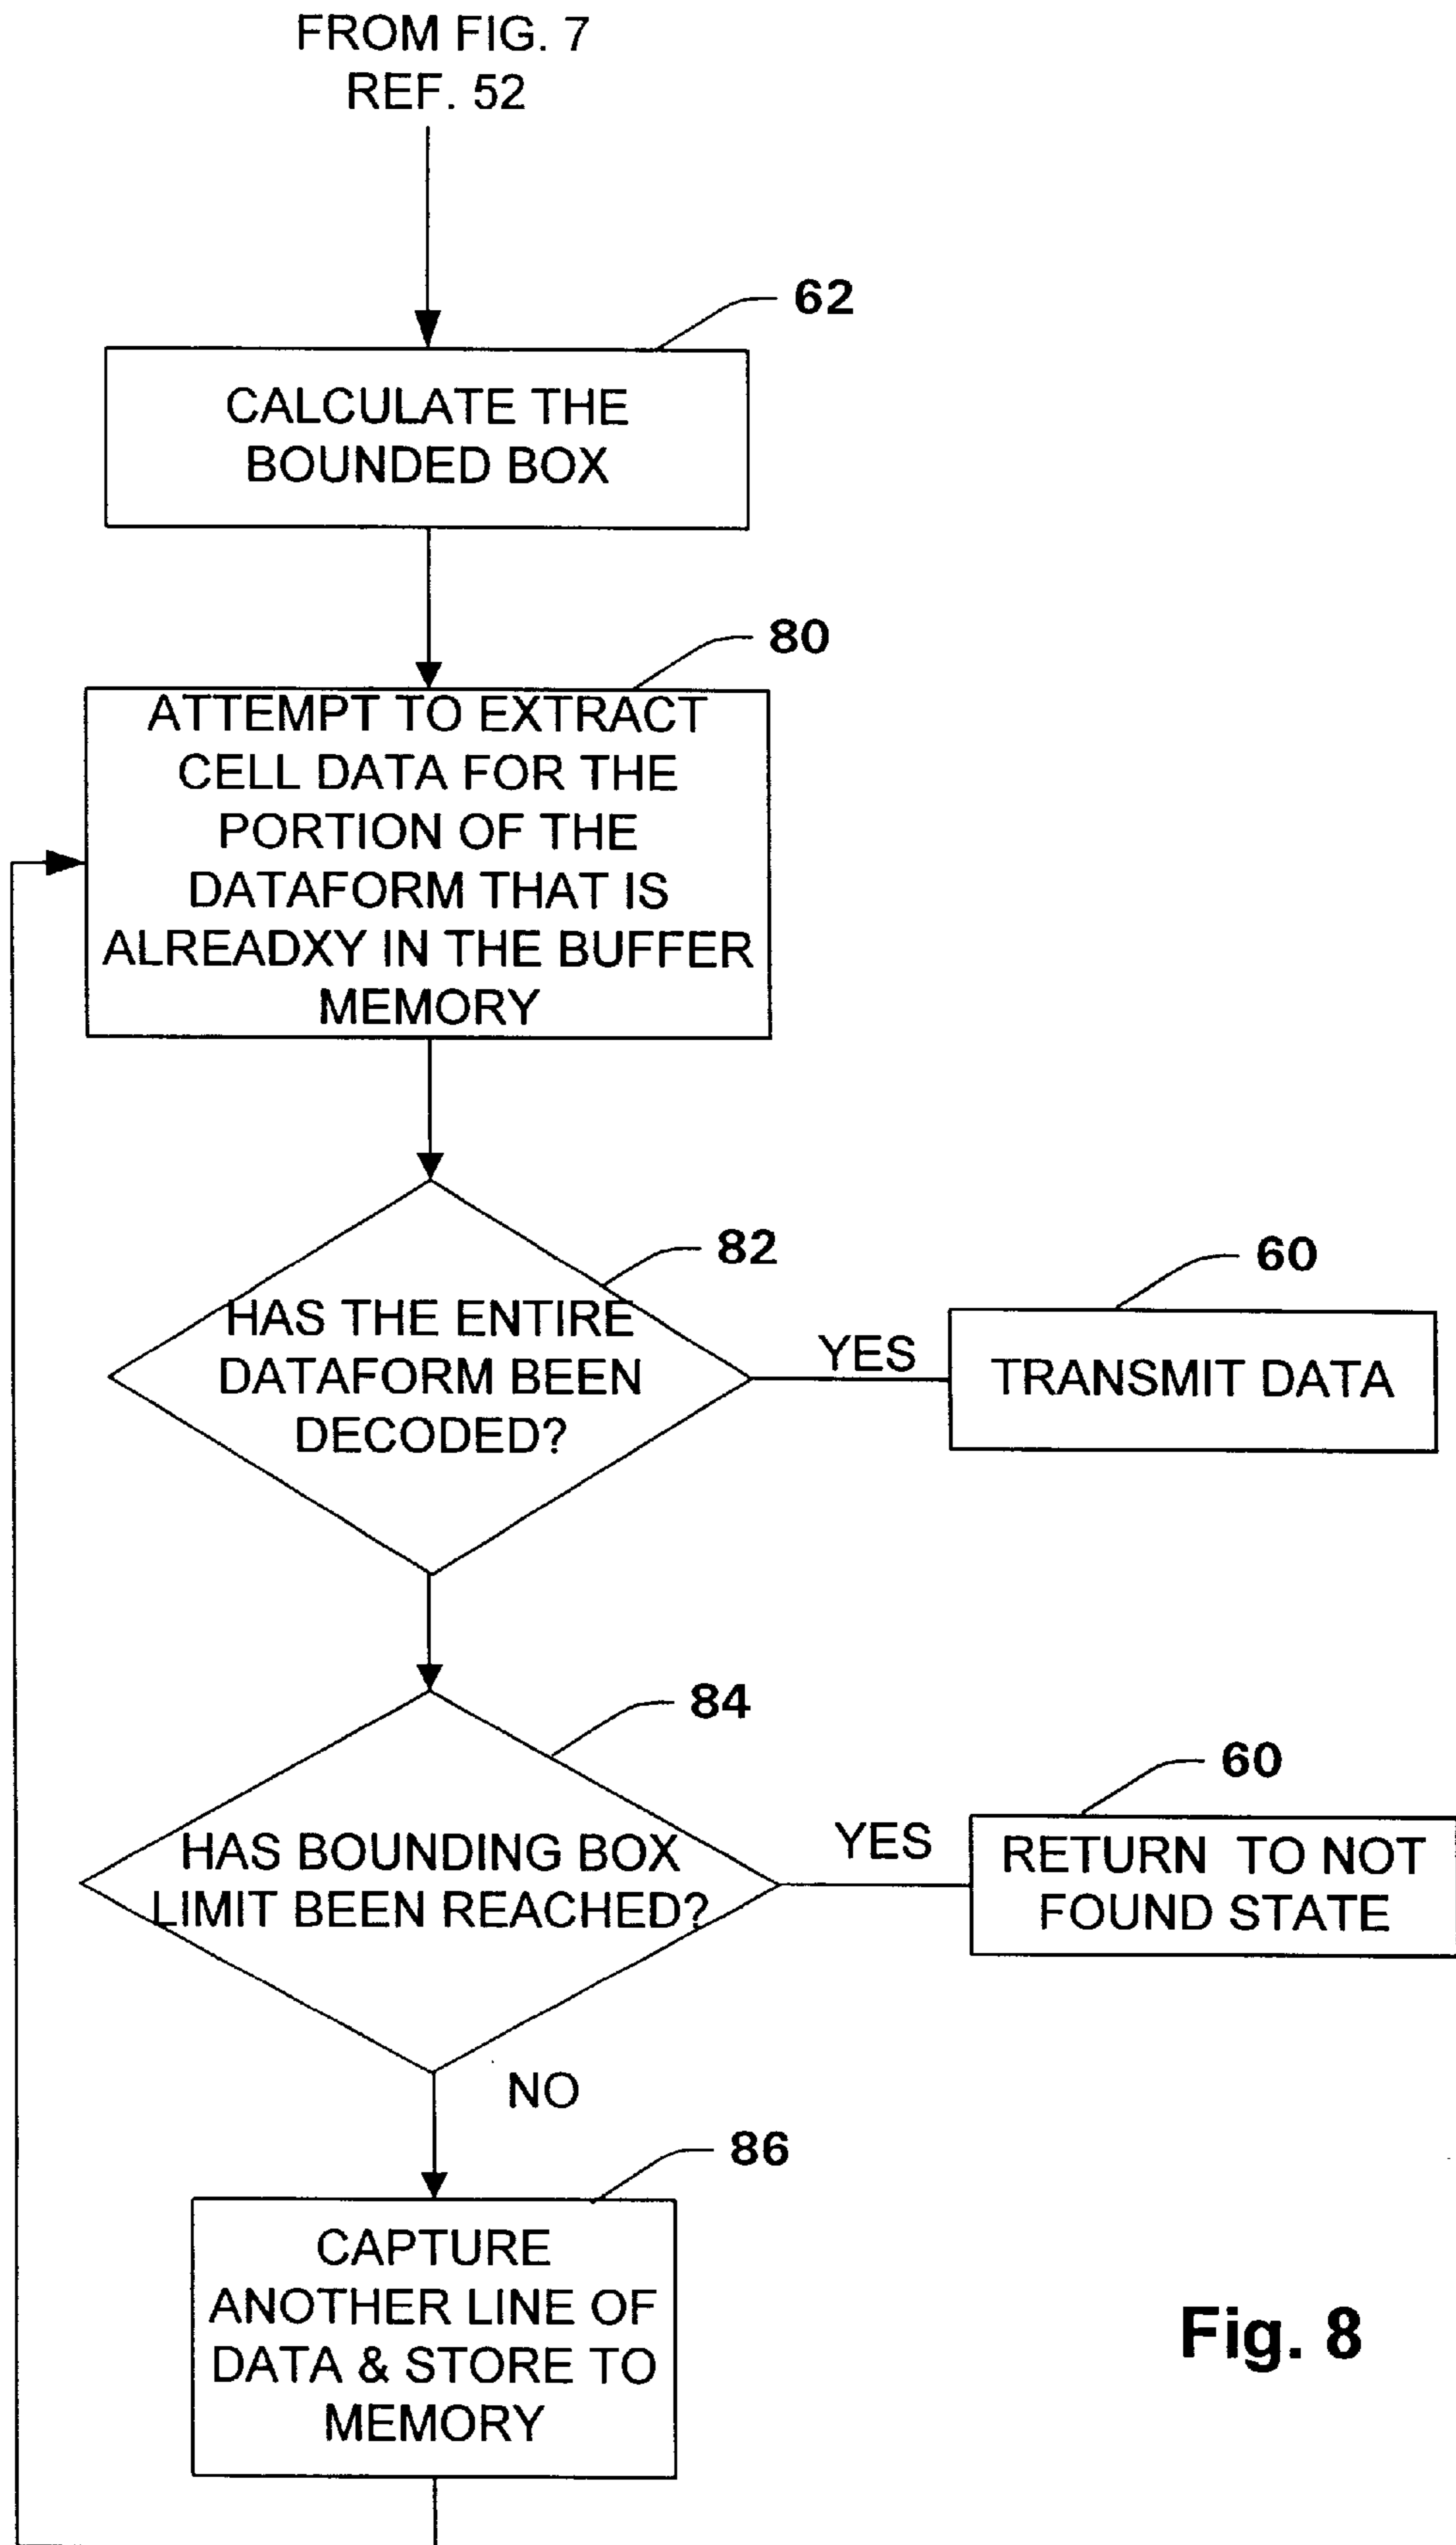 FROM FIG. 7
REF. 52
62
CALCULATE THE
BOUNDED BOX
80
ATTEMPT TO EXTRACT
CELL DATA FOR THE
PORTION OF THE
DATAFORM THAT IS
ALREADXY IN THE BUFFER
MEMORY
82
HAS THE ENTIRE
DATAFORM BEEN
DECODED?
YES
60
TRANSMIT DATA
84
HAS BOUNDING BOX
LIMIT BEEN REACHED?
YES
60
RETURN TO NOT
FOUND STATE
NO
86
CAPTURE
ANOTHER LINE OF
DATA & STORE TO
MEMORY
Fig. 8